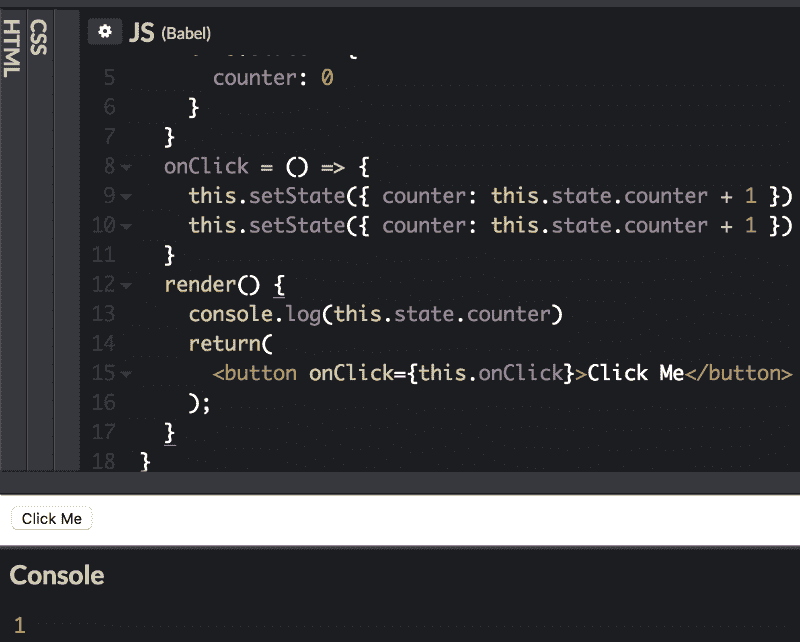 HTML
CSS
JS (Babel)
5 counter: 0
6 }
7 }
8 onClick = () => {
9 this.setState({ counter: this.state.counter + 1 })
10 this.setState({ counter: this.state.counter + 1 })
11 }
12 render() {
13 console.log(this.state.counter)
14 return(
15 <button onClick={this.onClick}>Click Me</button>
16 );
17 }
18 }
Click Me
Console
1